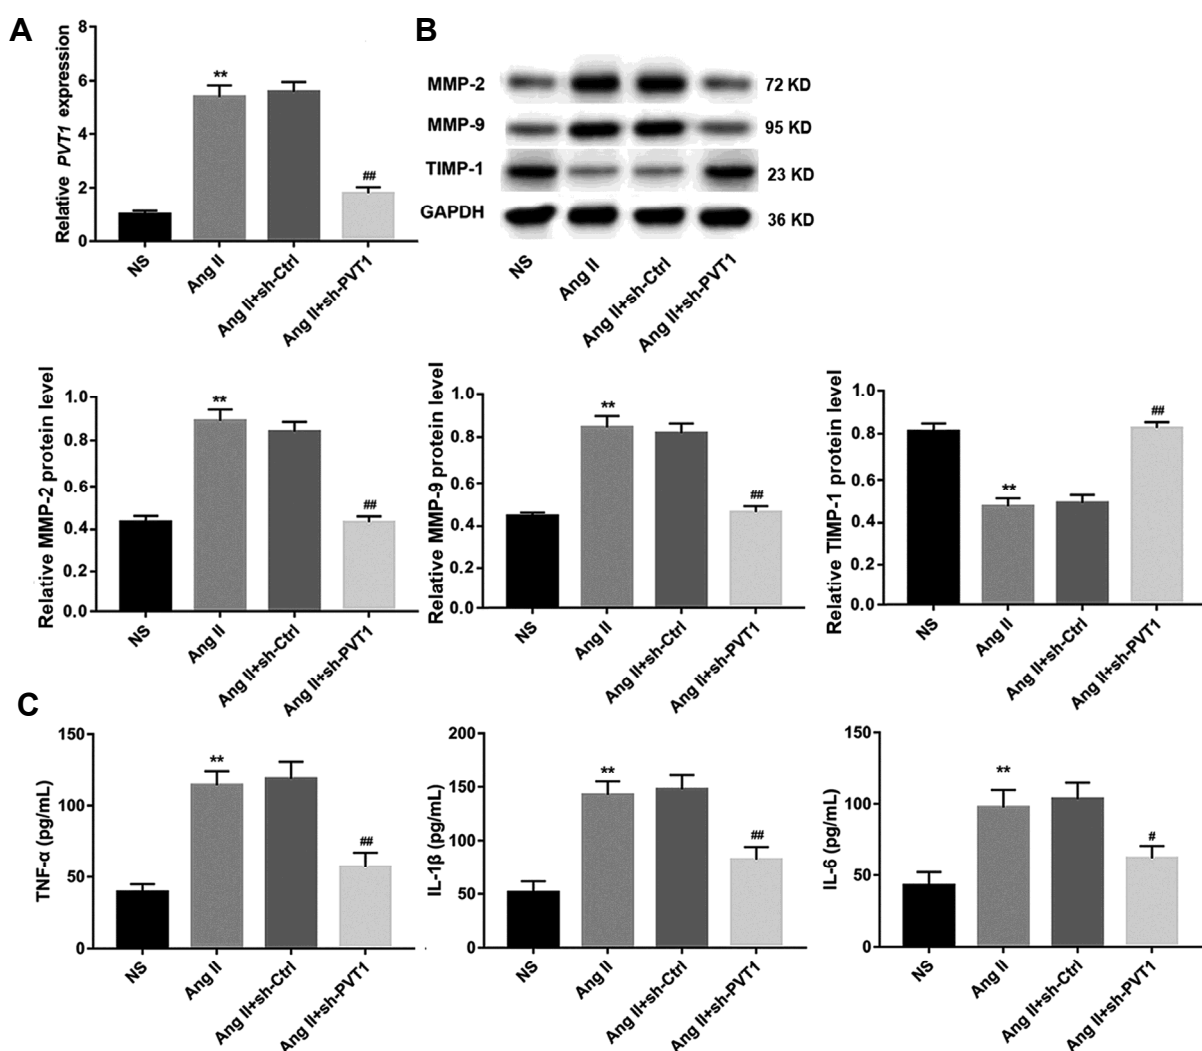 A
Relative PVT1 expression
8
6
4
2
0
**
##
NS
Ang II
Ang II+sh-Ctrl
Ang II+sh-PVT1
B
MMP-2 72 KD
MMP-9 95 KD
TIMP-1 23 KD
GAPDH 36 KD
NS
Ang II
Ang II+sh-Ctrl
Ang II+sh-PVT1
Relative MMP-2 protein level
1.0
0.8
0.6
0.4
0.2
0.0
**
##
NS
Ang II
Ang II+sh-Ctrl
Ang II+sh-PVT1
Relative MMP-9 protein level
1.0
0.8
0.6
0.4
0.2
0.0
**
##
NS
Ang II
Ang II+sh-Ctrl
Ang II+sh-PVT1
Relative TIMP-1 protein level
1.0
0.8
0.6
0.4
0.2
0.0
**
##
NS
Ang II
Ang II+sh-Ctrl
Ang II+sh-PVT1
C
TNF-α (pg/mL)
150
100
50
0
**
##
NS
Ang II
Ang II+sh-Ctrl
Ang II+sh-PVT1
IL-1β (pg/mL)
200
150
100
50
0
**
##
NS
Ang II
Ang II+sh-Ctrl
Ang II+sh-PVT1
IL-6 (pg/mL)
150
100
50
0
**
#
NS
Ang II
Ang II+sh-Ctrl
Ang II+sh-PVT1